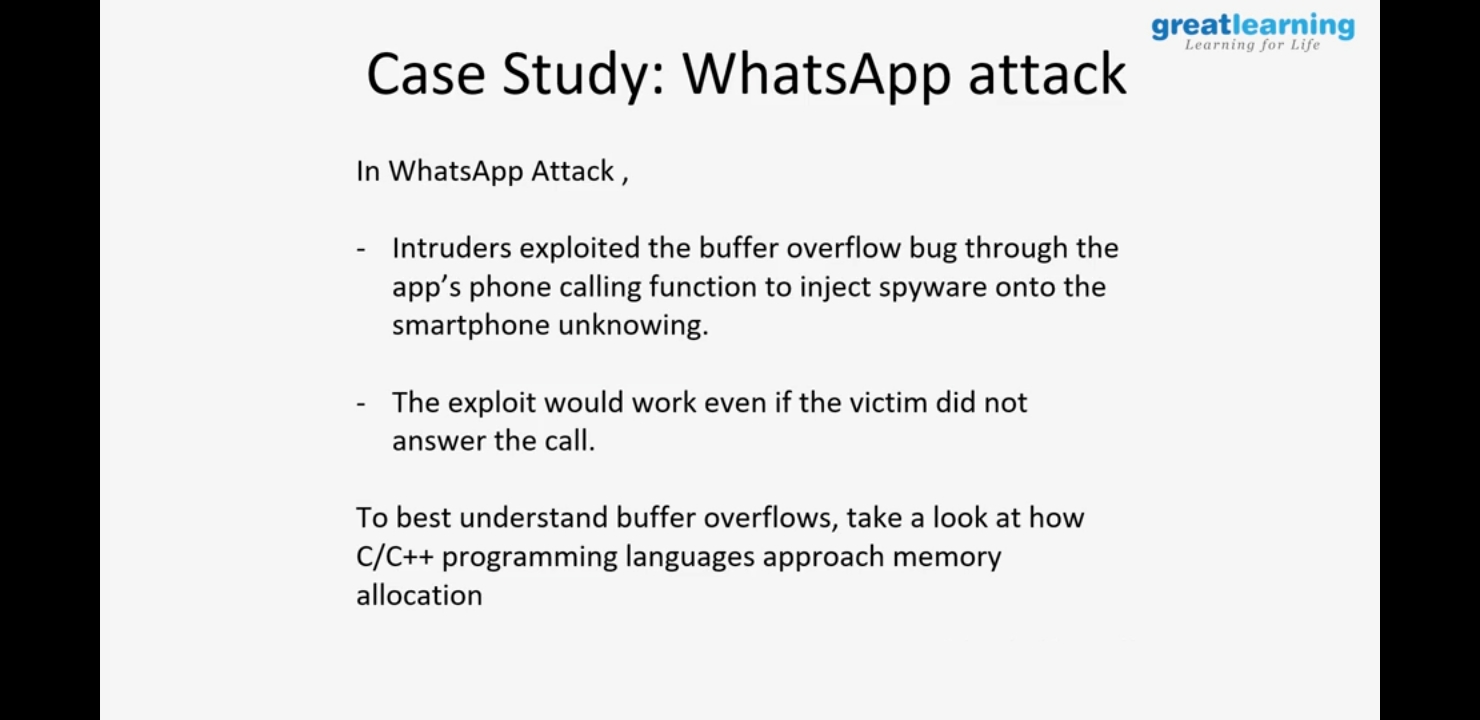 greatlearning
Learning for Life
Case Study: WhatsApp attack
In WhatsApp Attack ,
- Intruders exploited the buffer overflow bug through the
app’s phone calling function to inject spyware onto the
smartphone unknowing.
- The exploit would work even if the victim did not
answer the call.
To best understand buffer overflows, take a look at how
C/C++ programming languages approach memory
allocation